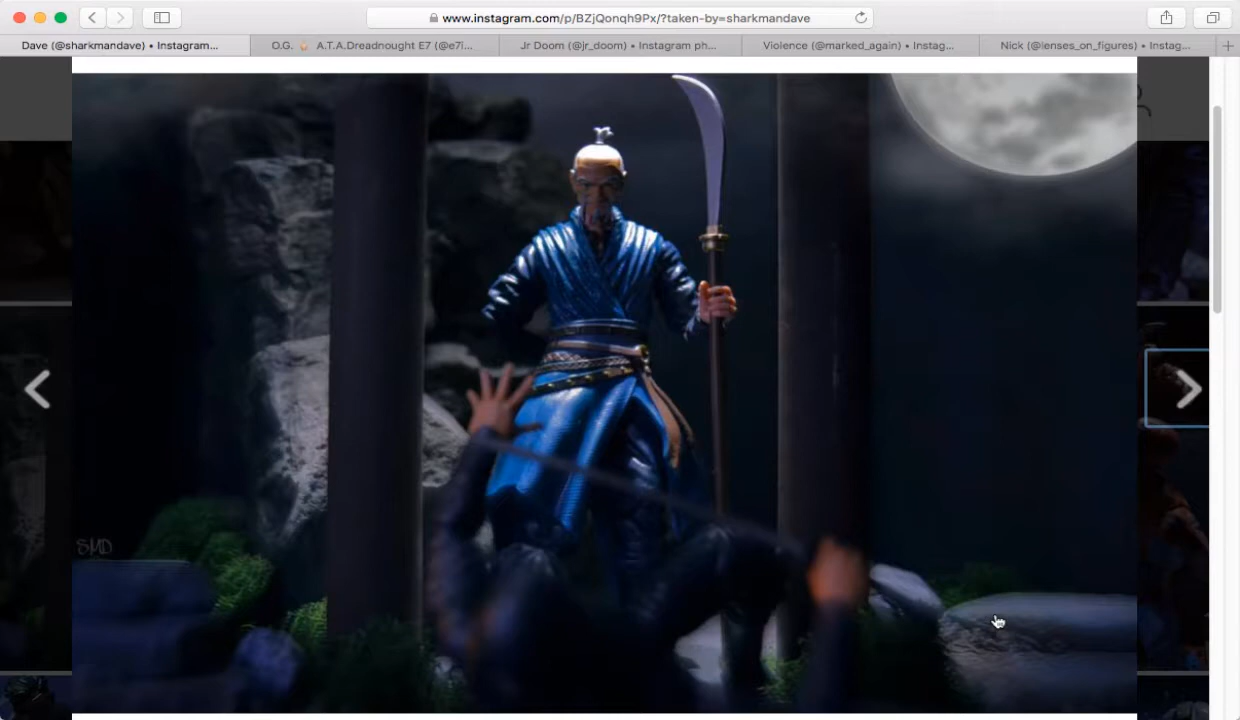 www.instagram.com/p/BZjQonqh9Px/?taken-by=sharkmandave
Dave (@sharkmandave) • Instagram...
O.G. 🔥 A.T.A.Dreadnought E7 (@e7i...
Jr Doom (@jr_doom) • Instagram ph...
Violence (@marked_again) • Instag...
Nick (@lenses_on_figures) • Instag...
SMD